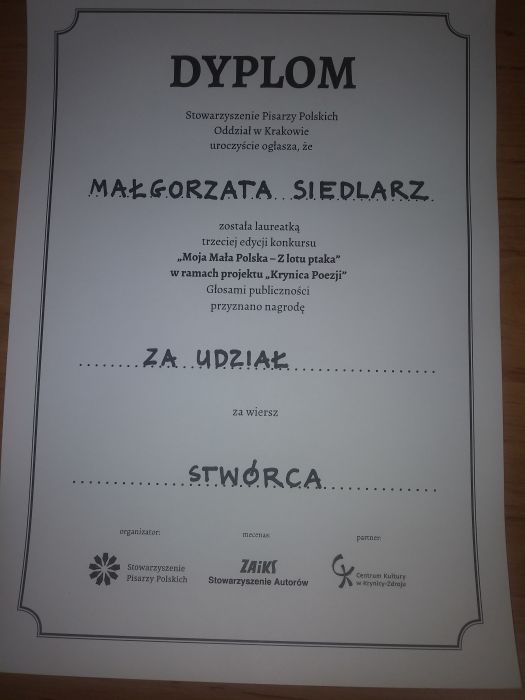 DYPLOM
Stowarzyszenie Pisarzy Polskich
Oddział w Krakowie
uroczyście ogłasza, że
MAŁGORZATA SIEDLARZ
została laureatką
trzeciej edycji konkursu
„Moja Mała Polska – Z lotu ptaka”
w ramach projektu „Krynica Poezji”
Głosami publiczności
przyznano nagrodę
ZA UDZIAŁ
za wiersz
STWÓRCA
organizator:
mecenas:
partner:
Stowarzyszenie
Pisarzy Polskich
ZAiKS
Stowarzyszenie Autorów
Centrum Kultury
w Krynicy-Zdroju